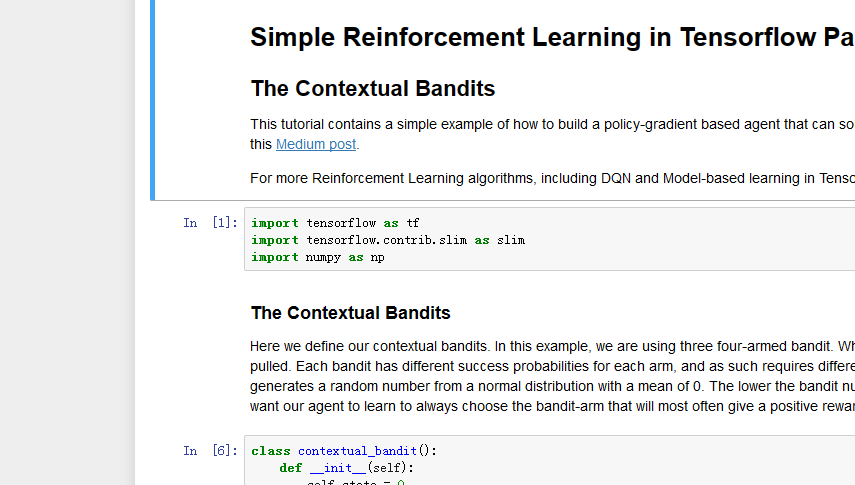 Simple Reinforcement Learning in Tensorflow Pa
The Contextual Bandits
This tutorial contains a simple example of how to build a policy-gradient based agent that can so
this Medium post.
For more Reinforcement Learning algorithms, including DQN and Model-based learning in Tenso
In [1]: import tensorflow as tf
import tensorflow.contrib.slim as slim
import numpy as np
The Contextual Bandits
Here we define our contextual bandits. In this example, we are using three four-armed bandit. Wh
pulled. Each bandit has different success probabilities for each arm, and as such requires differe
generates a random number from a normal distribution with a mean of 0. The lower the bandit nu
want our agent to learn to always choose the bandit-arm that will most often give a positive rewar
In [6]: class contextual_bandit():
def __init__(self):
self.state = 0